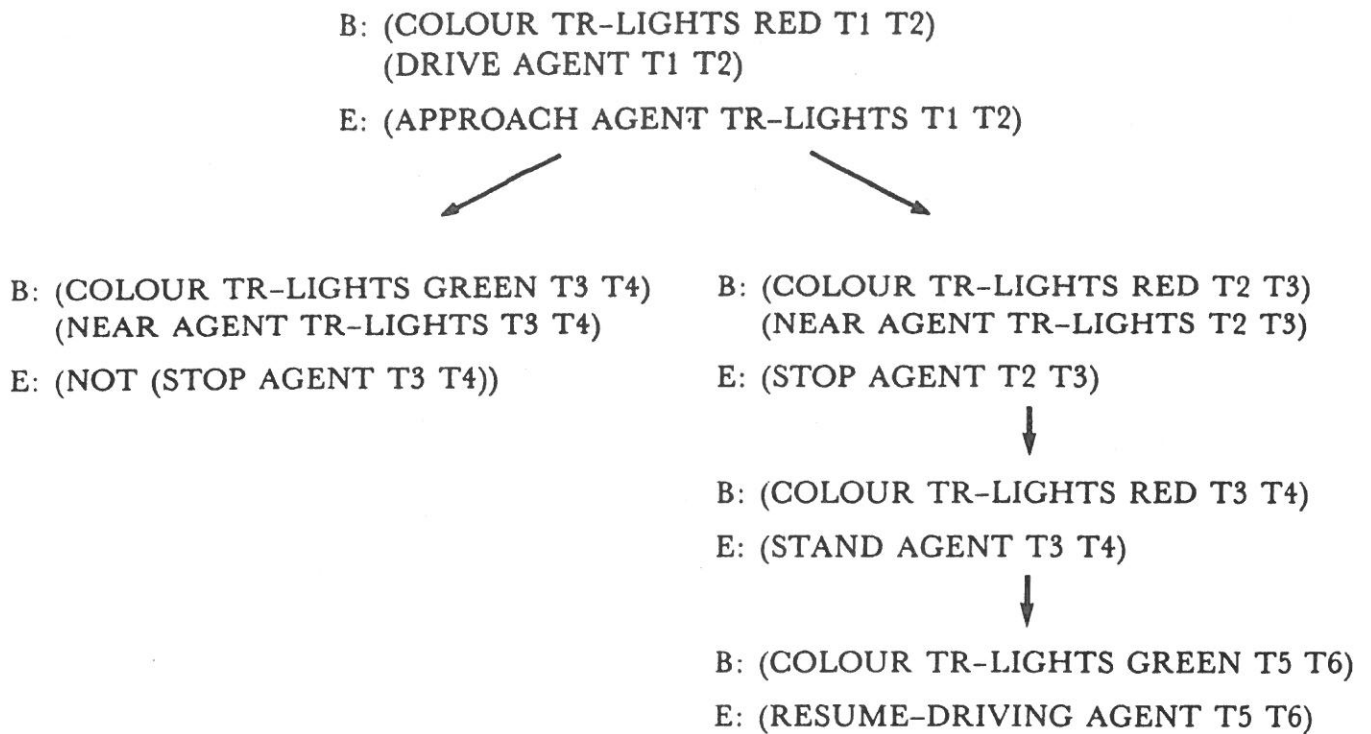 B: (COLOUR TR-LIGHTS RED T1 T2)
(DRIVE AGENT T1 T2)
E: (APPROACH AGENT TR-LIGHTS T1 T2)
B: (COLOUR TR-LIGHTS GREEN T3 T4)
(NEAR AGENT TR-LIGHTS T3 T4)
E: (NOT (STOP AGENT T3 T4))
B: (COLOUR TR-LIGHTS RED T2 T3)
(NEAR AGENT TR-LIGHTS T2 T3)
E: (STOP AGENT T2 T3)
B: (COLOUR TR-LIGHTS RED T3 T4)
E: (STAND AGENT T3 T4)
B: (COLOUR TR-LIGHTS GREEN T5 T6)
E: (RESUME-DRIVING AGENT T5 T6)